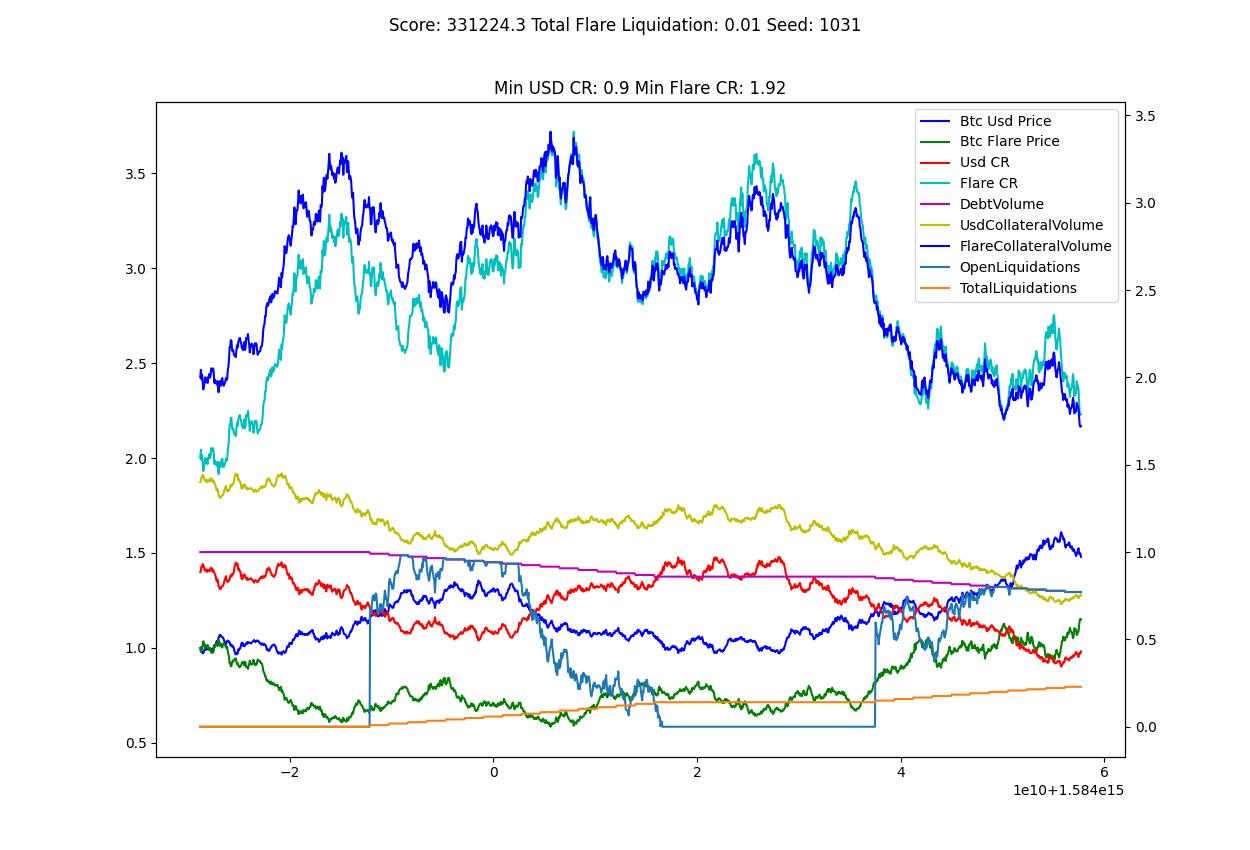 Score: 331224.3 Total Flare Liquidation: 0.01 Seed: 1031
Min USD CR: 0.9 Min Flare CR: 1.92
Btc Usd Price
Btc Flare Price
Usd CR
Flare CR
DebtVolume
UsdCollateralVolume
FlareCollateralVolume
OpenLiquidations
TotalLiquidations
3.5
3.0
2.5
2.0
1.5
1.0
0.5
3.5
3.0
2.5
2.0
1.5
1.0
0.5
0.0
−2
0
2
4
6
1e10+1.584e15